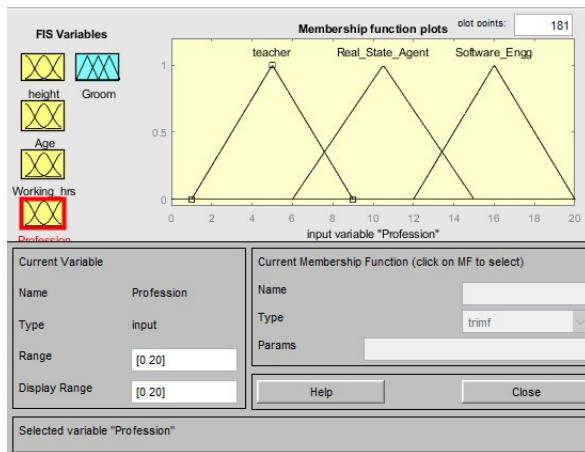 FIS Variables
Membership function plots
plot points:
181
height
Groom
Age
Working_hrs
Profession
teacher
Real_State_Agent
Software_Engg
1
0.5
0
0 2 4 6 8 10 12 14 16 18 20
input variable "Profession"
Current Variable
Name Profession
Type input
Range [0 20]
Display Range [0 20]
Current Membership Function (click on MF to select)
Name
Type trimf
Params
Help
Close
Selected variable "Profession"